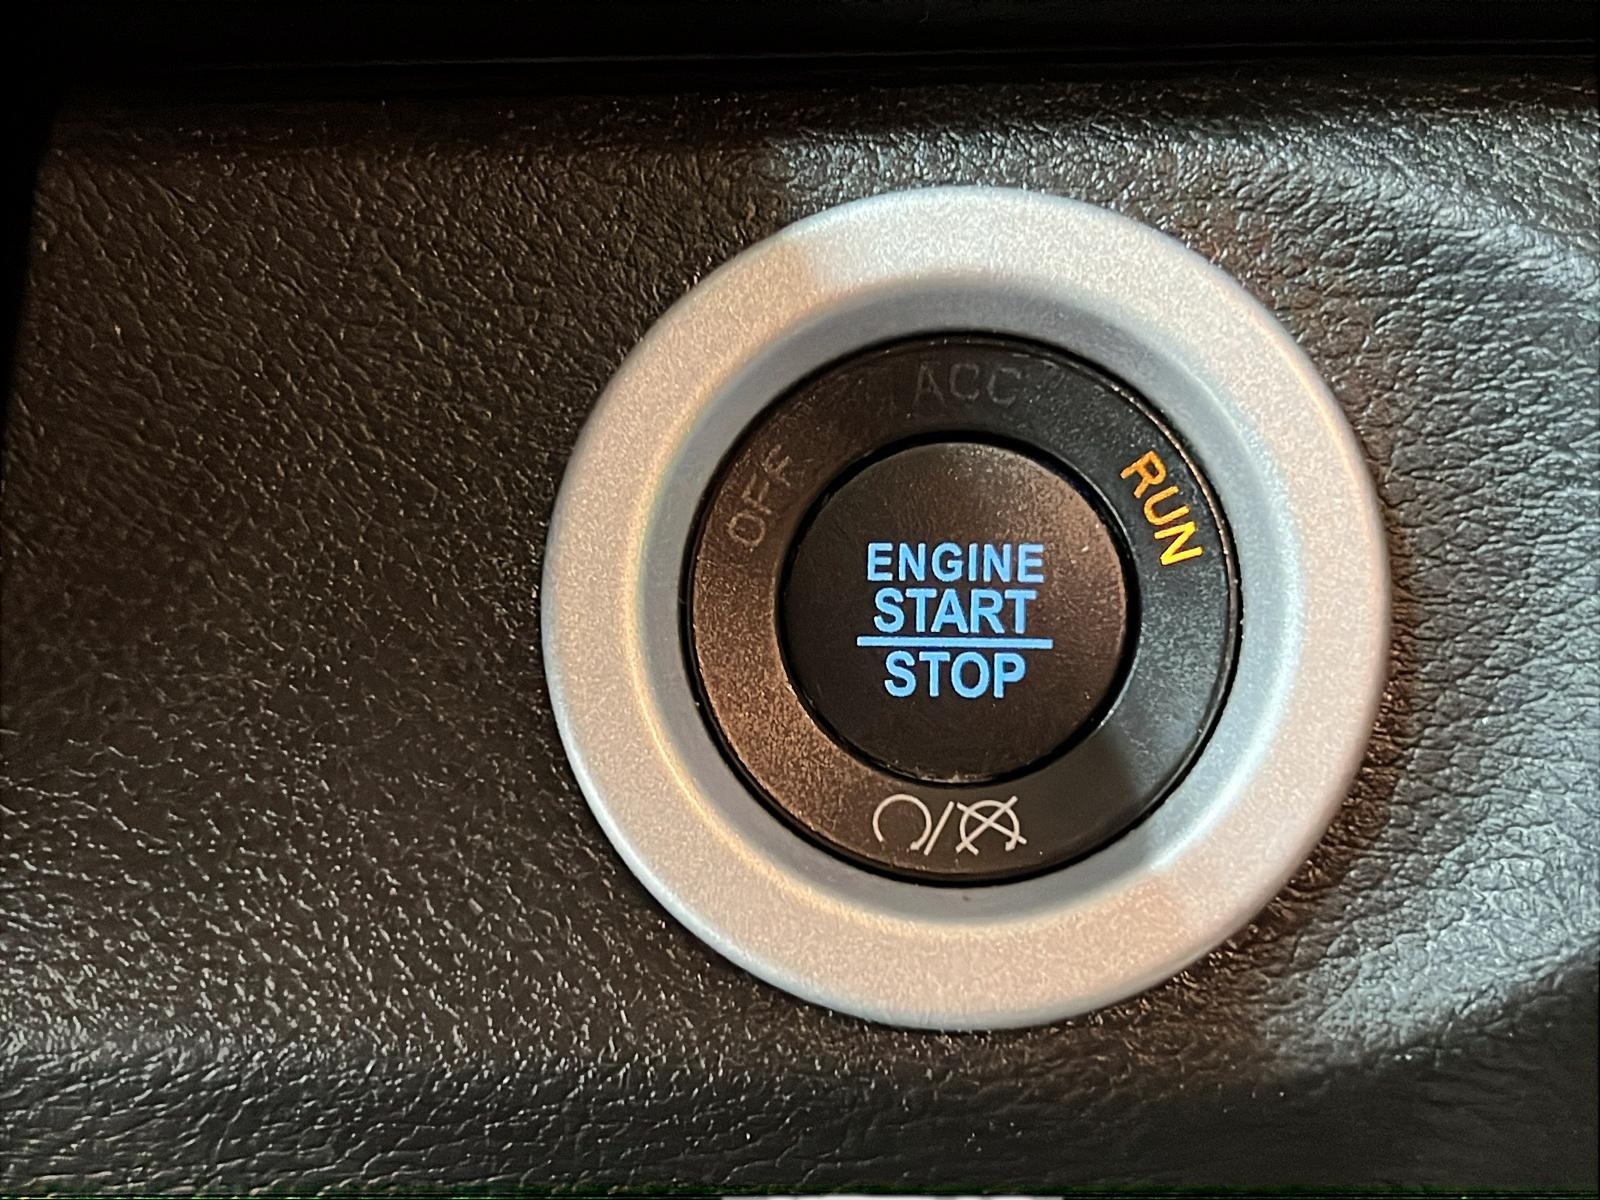 ACC
OFF
RUN
ENGINE
START
STOP